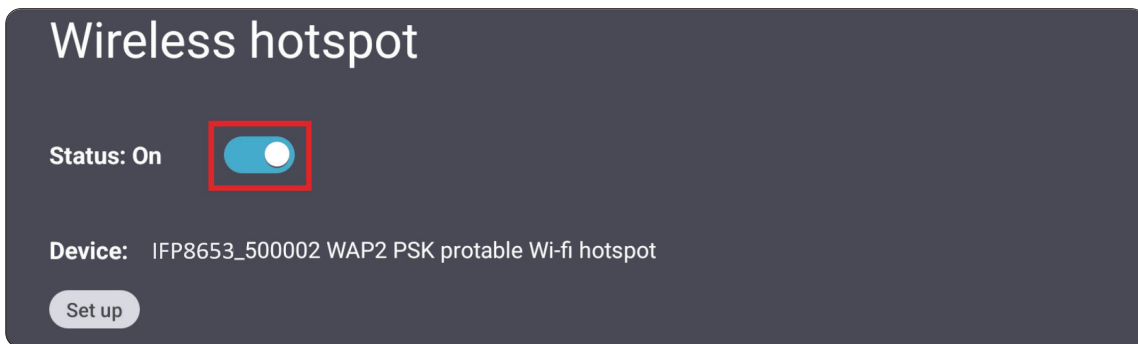 Wireless hotspot
Status: On
Device: IFP8653_500002 WAP2 PSK protable Wi-fi hotspot
Set up